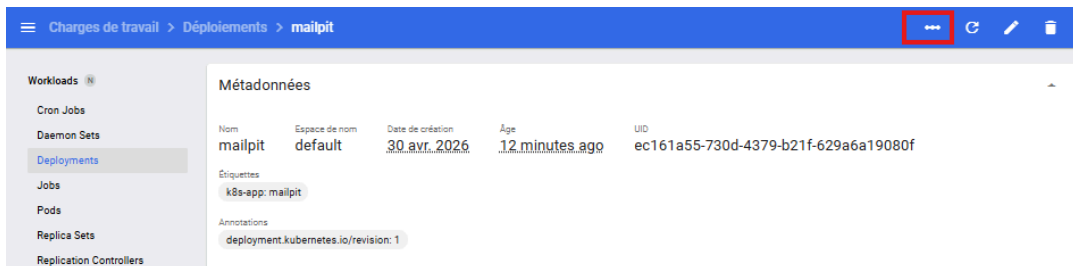 Charges de travail > Déploiements > mailpit
Workloads N
Cron Jobs
Daemon Sets
Deployments
Jobs
Pods
Replica Sets
Replication Controllers
Métadonnées
Nom Espace de nom Date de création Âge UID
mailpit default 30 avr. 2026 12 minutes ago ec161a55-730d-4379-b21f-629a6a19080f
Étiquettes
k8s-app: mailpit
Annotations
deployment.kubernetes.io/revision: 1